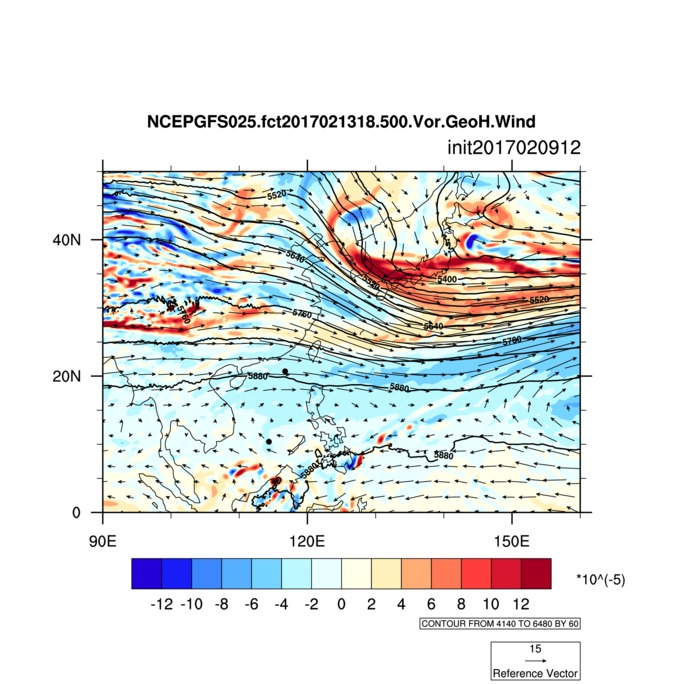 NCEPGFS025.fct2017021318.500.Vor.GeoH.Wind
init2017020912
5520
40N
5640
5400
5520
5760
5640
5760
20N
5880
5880
5880
5880
0
90E 120E 150E
-12 -10 -8 -6 -4 -2 0 2 4 6 8 10 12
*10^(-5)
CONTOUR FROM 4140 TO 6480 BY 60
15
Reference Vector